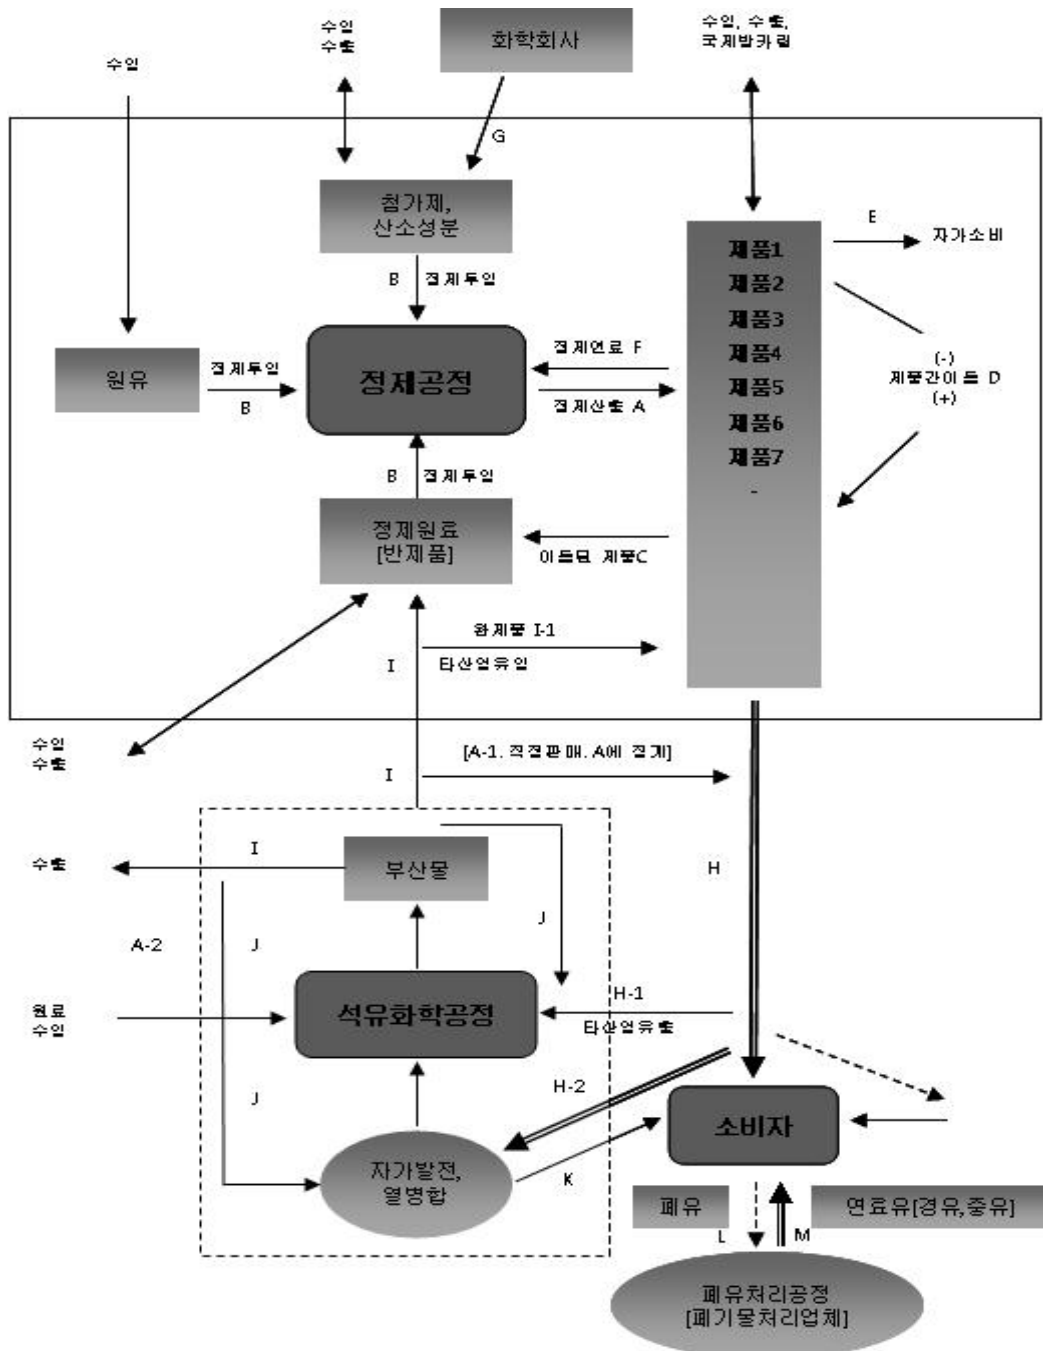 수입
수입
수출
화학회사
수입, 수출,
국제방카링
G
첨가제,
산소성분
B 정제투입
원유
정제투입
B
정제공정
정제연료 F
정제산출 A
제품1
제품2
제품3
제품4
제품5
제품6
제품7
-
E
자가소비
(-)
제품간이동 D
(+)
B 정제투입
정제원료
[반제품]
이동된 제품C
완제품 I-1
타산업유입
I
수입
수출
I
[A-1. 직접판매. A에 집계]
수출
I
부산물
H
A-2
J
J
원료
수입
석유화학공정
H-1
타산업유출
J
H-2
소비자
자가발전,
열병합
K
폐유
연료유[경유,중유]
L
M
폐유처리공정
[폐기물처리업체]